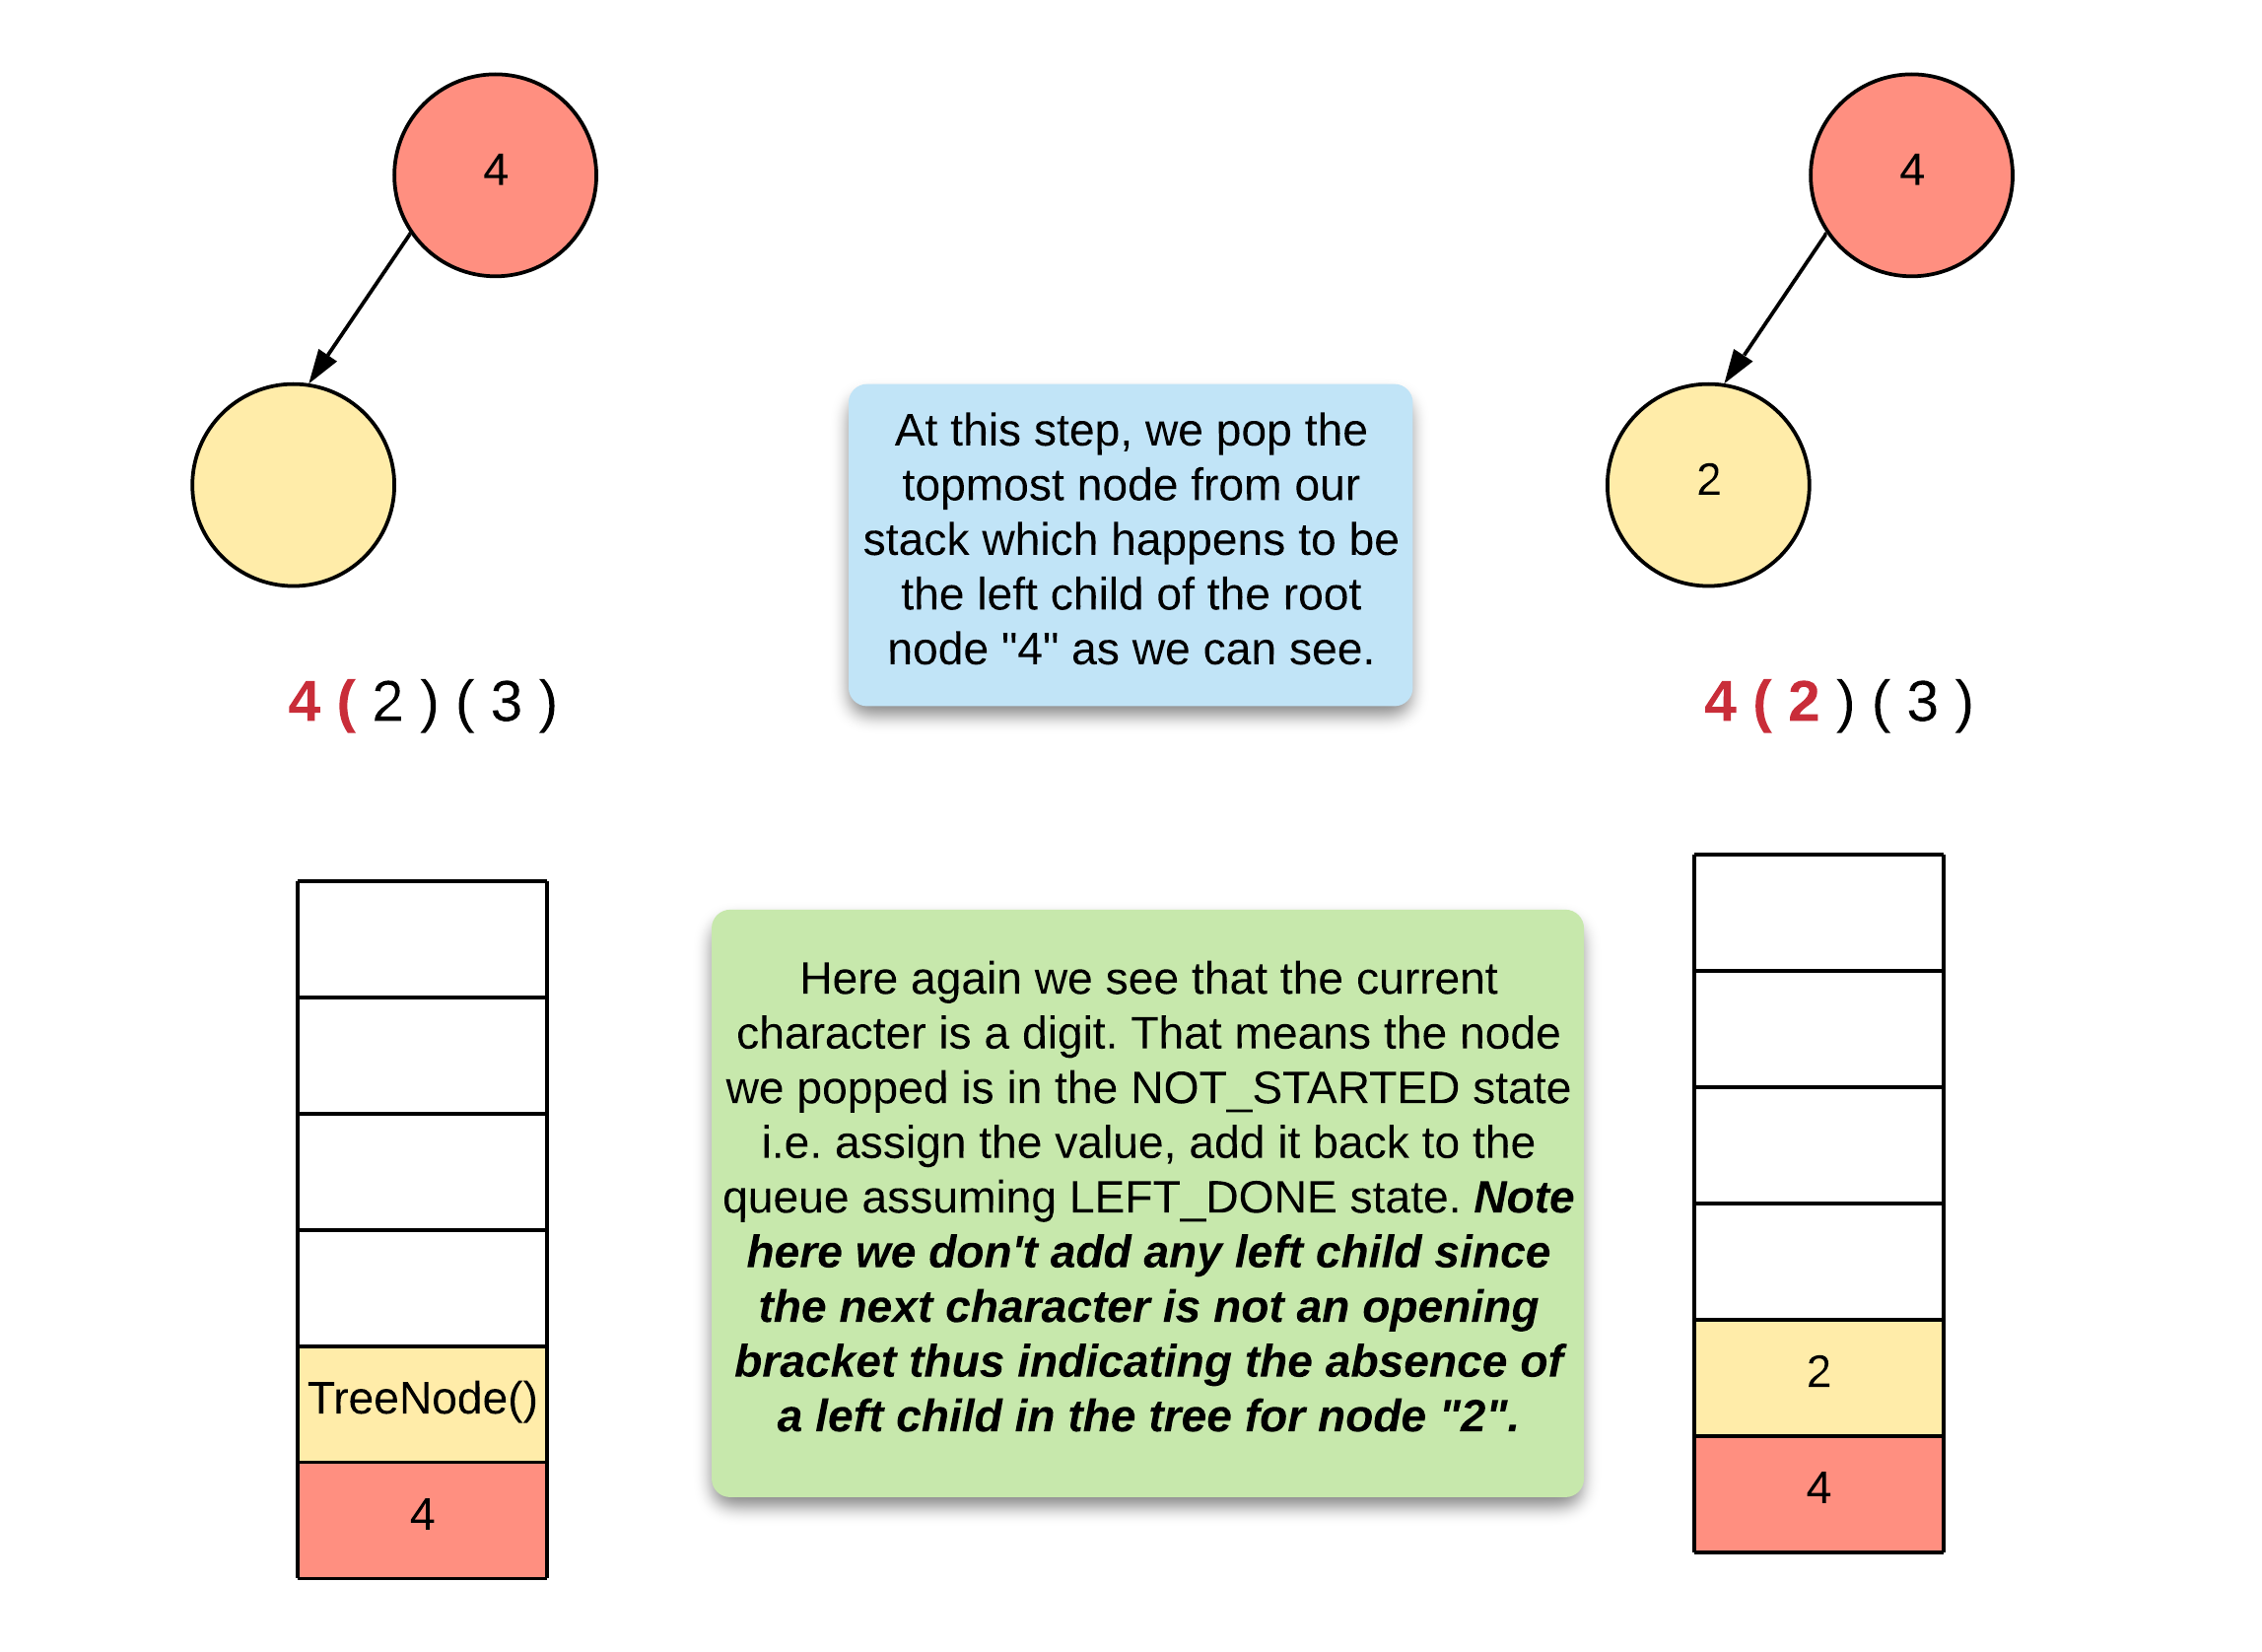 4
4
2
At this step, we pop the
topmost node from our
stack which happens to be
the left child of the root
node "4" as we can see.
4(2)(3)
4(2)(3)
TreeNode()
4
Here again we see that the current
character is a digit. That means the node
we popped is in the NOT_STARTED state
i.e. assign the value, add it back to the
queue assuming LEFT_DONE state. Note
here we don't add any left child since
the next character is not an opening
bracket thus indicating the absence of
a left child in the tree for node "2".
2
4